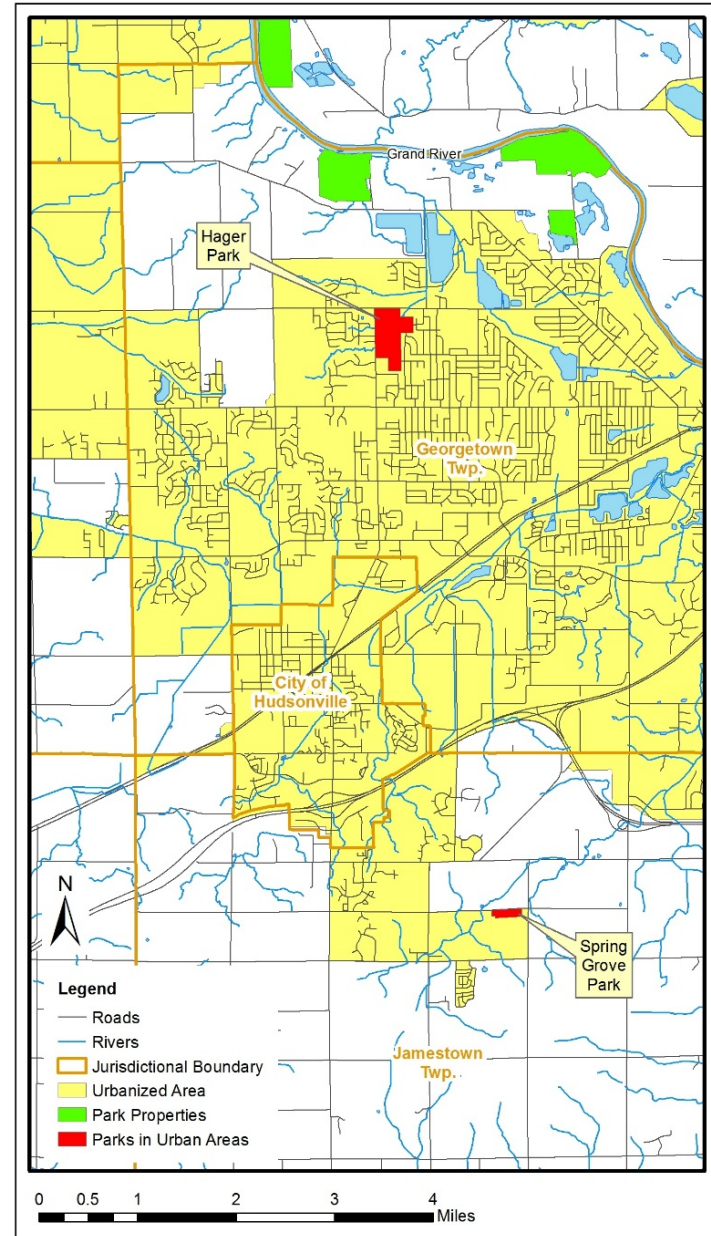 Grand River
Hager
Park
Georgetown
Twp.
City of
Hudsonville
N
Spring
Grove
Park
Legend
Roads
Rivers
Jurisdictional Boundary
Urbanized Area
Park Properties
Parks in Urban Areas
Jamestown
Twp.
0 0.5 1 2 3 4
Miles